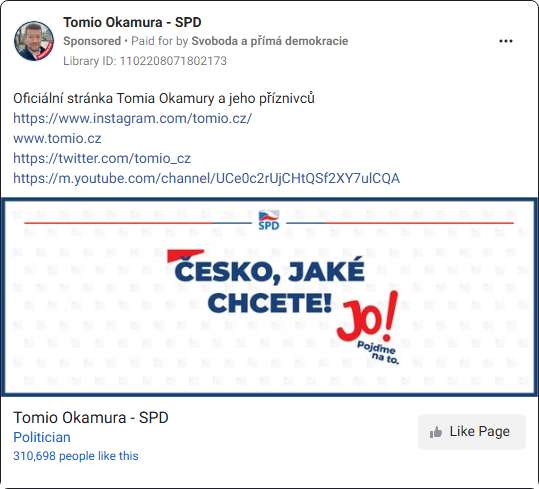 Tomio Okamura - SPD
Sponsored • Paid for by Svoboda a přímá demokracie
Library ID: 1102208071802173
Oficiální stránka Tomia Okamury a jeho příznivců
https://www.instagram.com/tomio.cz/
www.tomio.cz
https://twitter.com/tomio_cz
https://m.youtube.com/channel/UCe0c2rUjCHtQSf2XY7ulCQA
SPD
ČESKO, JAKÉ
CHCETE!
Jo!
Pojďme
na to.
Tomio Okamura - SPD
Politician
310,698 people like this
Like Page